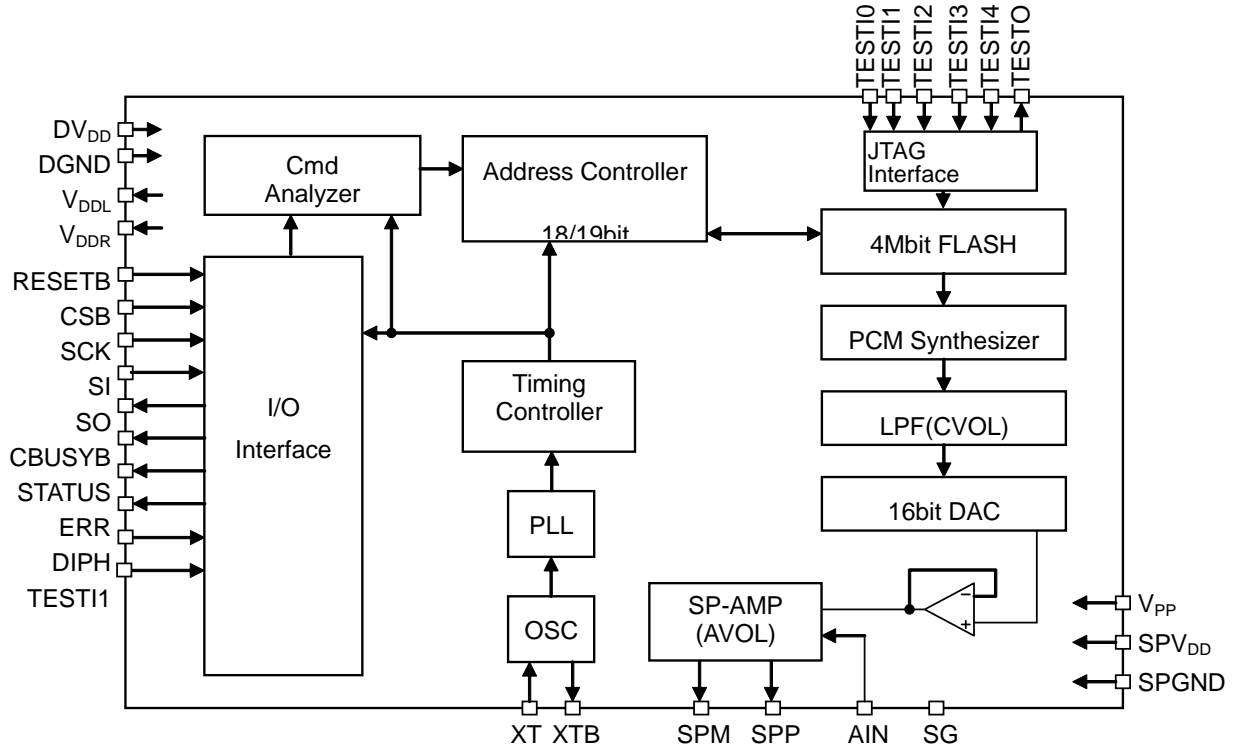 TESTI0
TESTI1
TESTI2
TESTI3
TESTI4
TESTO
DVDD
DGND
VDDL
VDDR
RESETB
CSB
SCK
SI
SO
CBUSYB
STATUS
ERR
DIPH
TESTI1
Cmd
Analyzer
Address Controller
18/19bit
JTAG
Interface
4Mbit FLASH
PCM Synthesizer
LPF(CVOL)
16bit DAC
I/O
Interface
Timing
Controller
PLL
OSC
SP-AMP
(AVOL)
−
+
VPP
SPVDD
SPGND
XT
XTB
SPM
SPP
AIN
SG